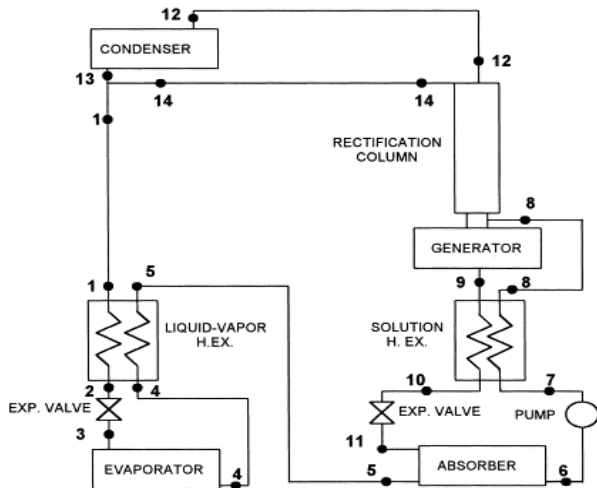 12
CONDENSER
12
13
14
14
1
RECTIFICATION
COLUMN
8
GENERATOR
1
5
9
8
LIQUID-VAPOR
H.EX.
SOLUTION
H. EX.
2
4
10
7
EXP. VALVE
EXP. VALVE
PUMP
3
11
EVAPORATOR
4
5
ABSORBER
6